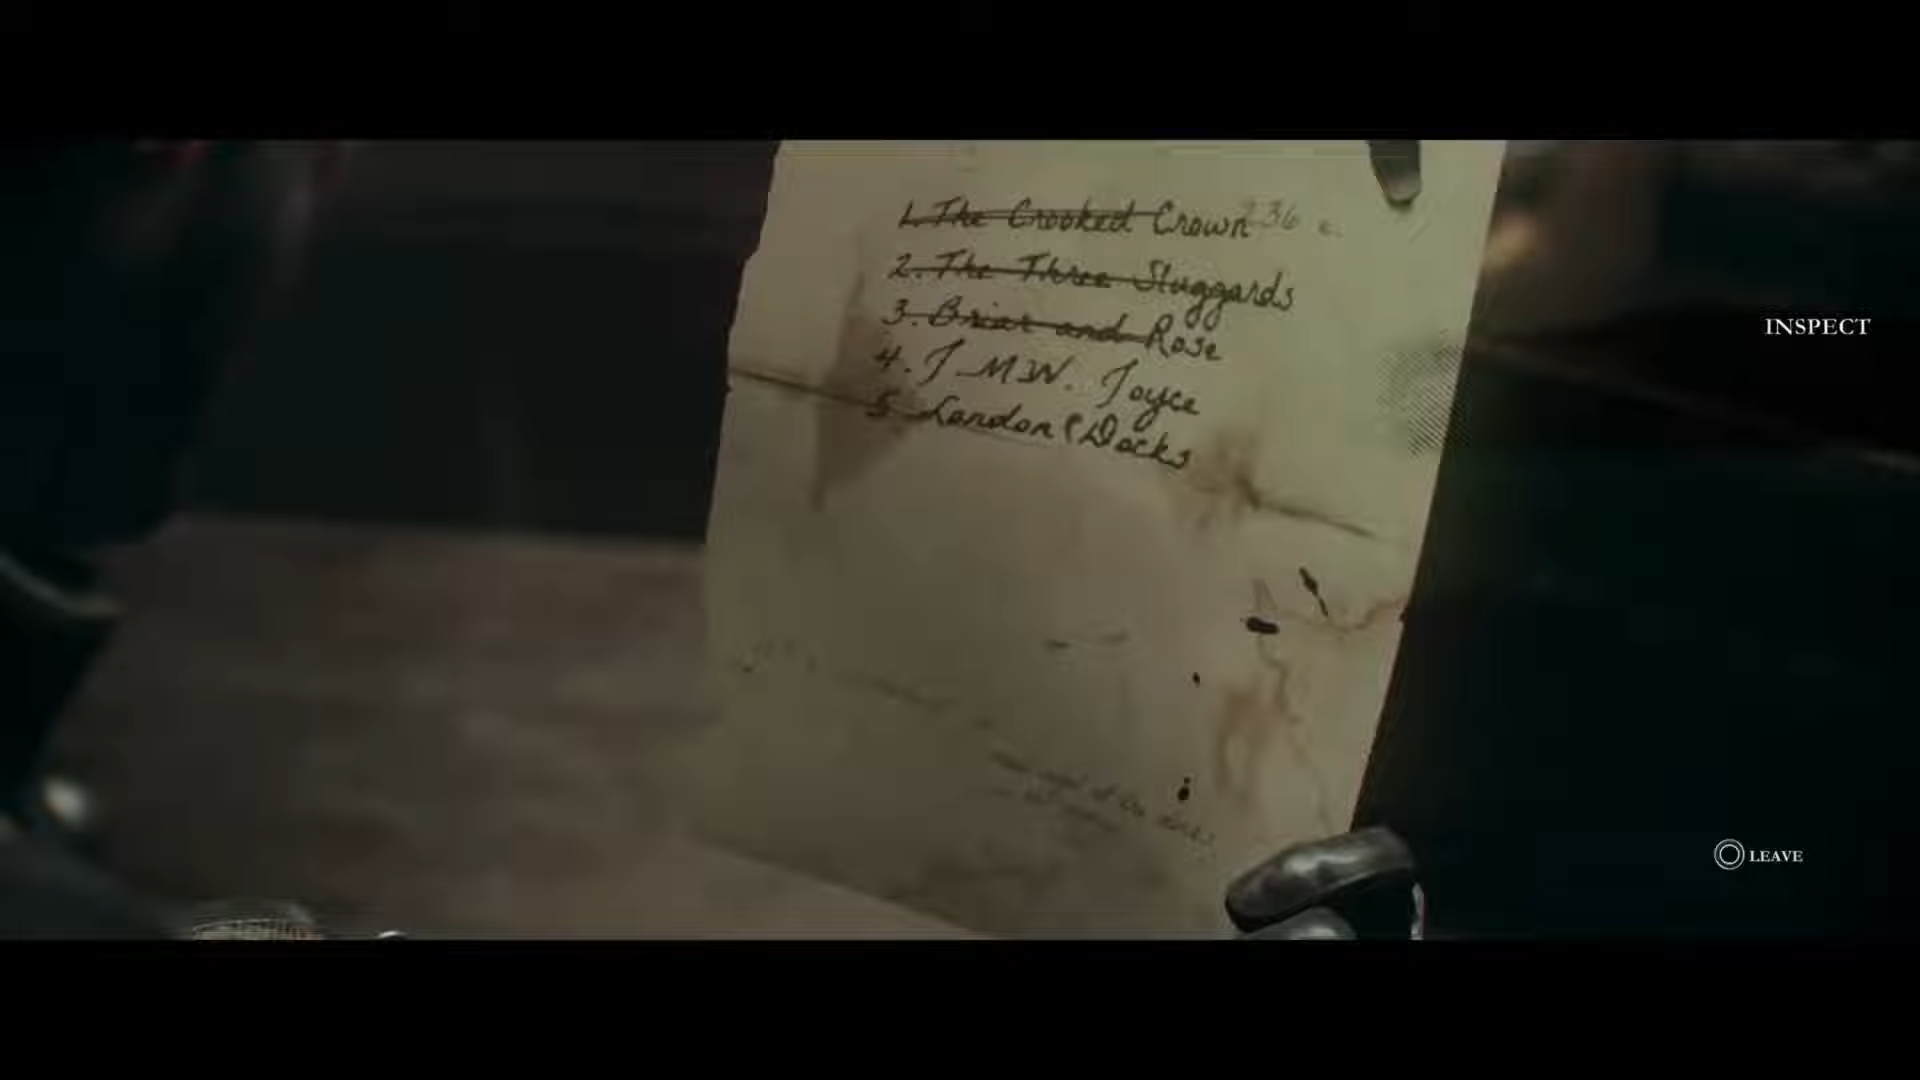 1. The Crooked Crown 236
2. The Three Sluggards
3. Briar and Rose
4. J M.W. Joyce
5 London Docks
INSPECT
LEAVE